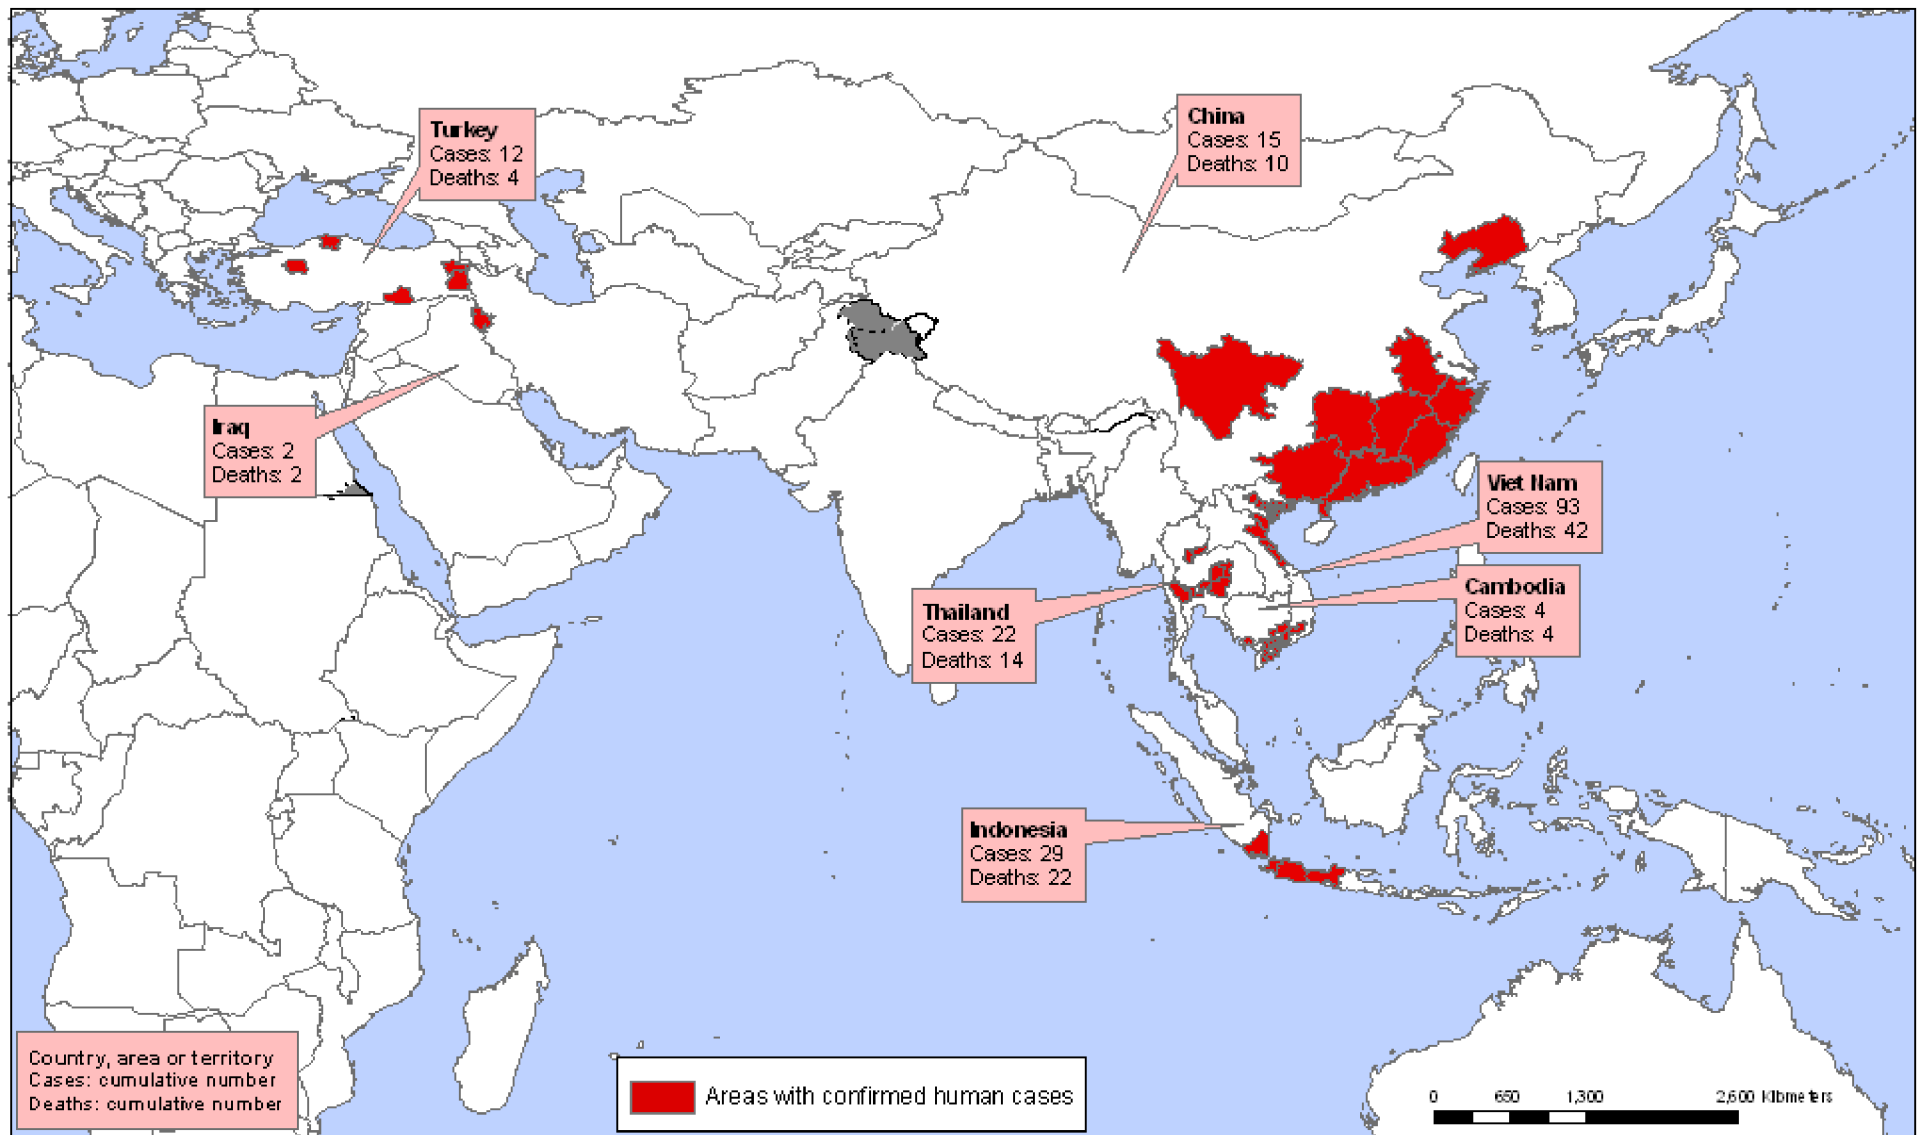 Turkey
Cases: 12
Deaths: 4
China
Cases: 15
Deaths: 10
Iraq
Cases: 2
Deaths: 2
Viet Nam
Cases: 93
Deaths: 42
Cambodia
Cases: 4
Deaths: 4
Thailand
Cases: 22
Deaths: 14
Indonesia
Cases: 29
Deaths: 22
Country, area or territory
Cases: cumulative number
Deaths: cumulative number
Areas with confirmed human cases
0 650 1,300 2,600 Kilometers